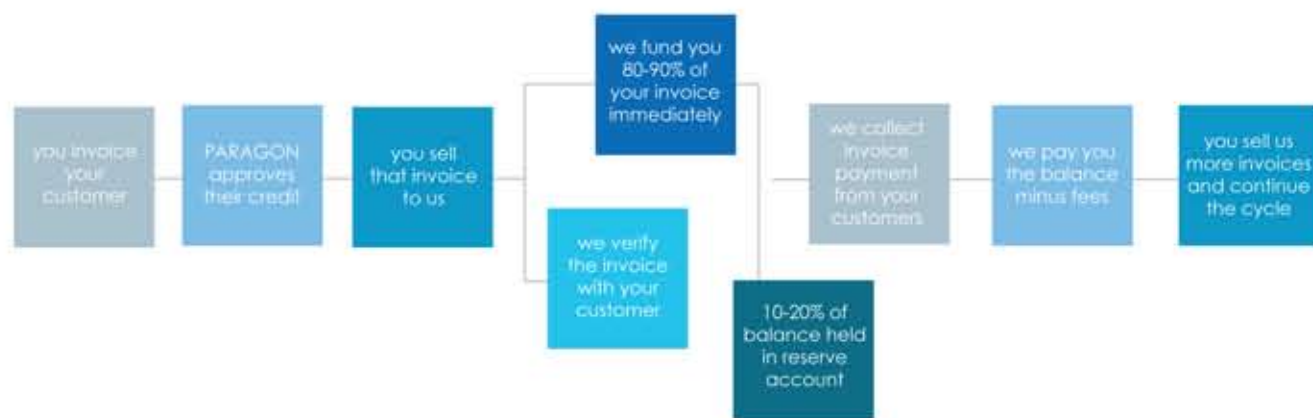 you invoice
your
customer
PARAGON
approves
their credit
you sell
that invoice
to us
we fund you
80-90% of
your invoice
immediately
we verify
the invoice
with your
customer
10-20% of
balance held
in reserve
account
we collect
invoice
payment
from your
customers
we pay you
the balance
minus fees
you sell us
more invoices
and continue
the cycle